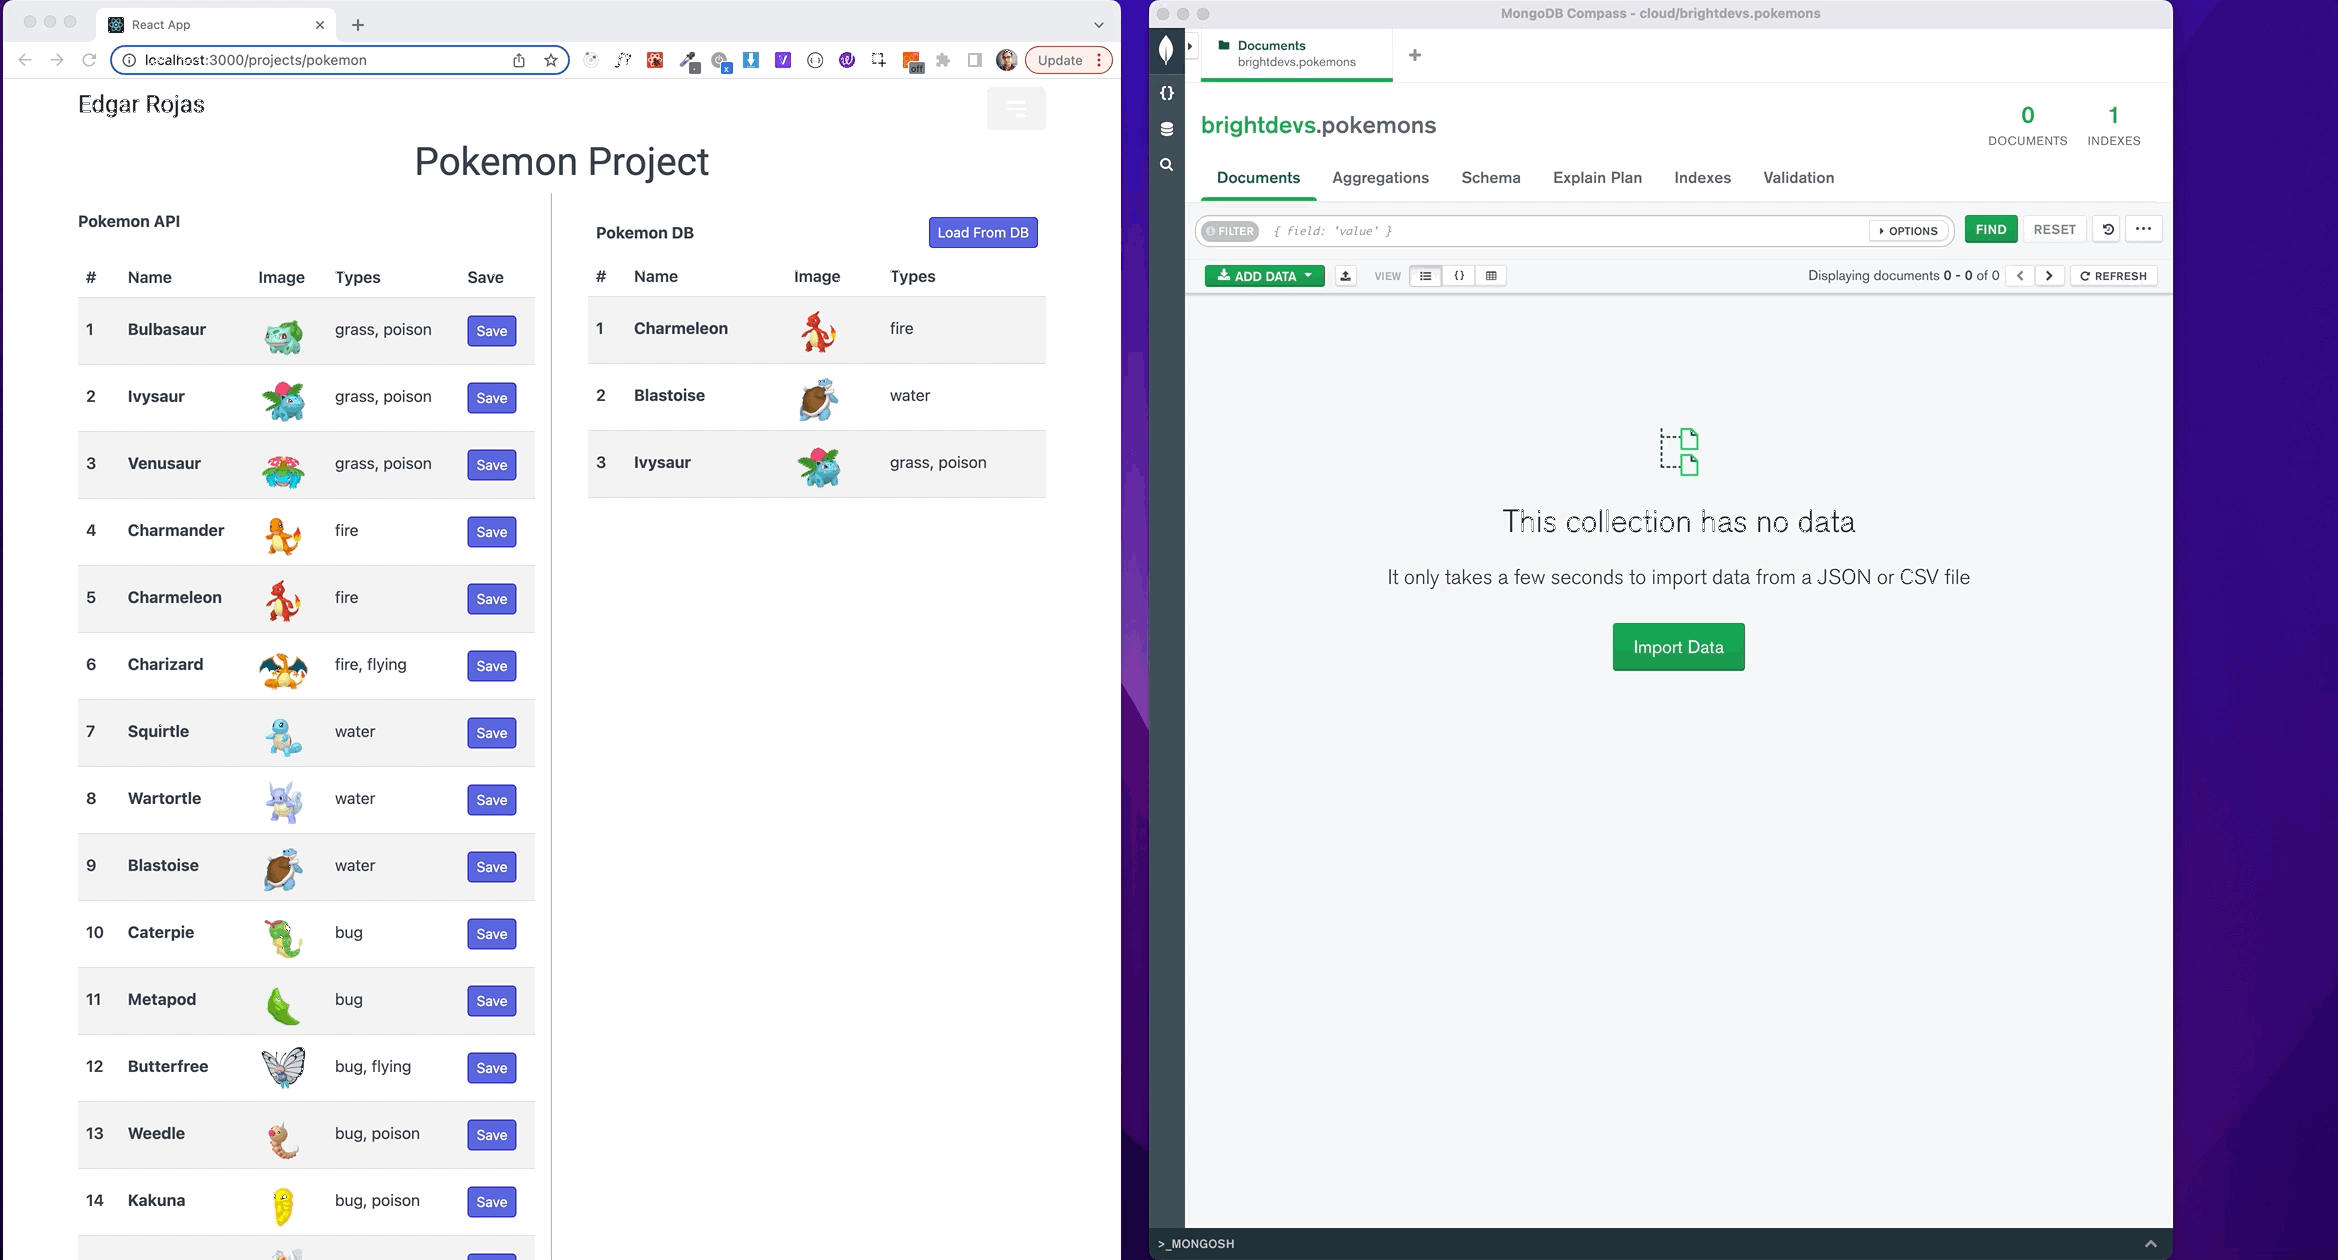 React App
localhost:3000/projects/pokemon
off
Update
Edgar Rojas
Pokemon Project
Pokemon API
# Name Image Types Save
1 Bulbasaur grass, poison Save
2 Ivysaur grass, poison Save
3 Venusaur grass, poison Save
4 Charmander fire Save
5 Charmeleon fire Save
6 Charizard fire, flying Save
7 Squirtle water Save
8 Wartortle water Save
9 Blastoise water Save
10 Caterpie bug Save
11 Metapod bug Save
12 Butterfree bug, flying Save
13 Weedle bug, poison Save
14 Kakuna bug, poison Save
Pokemon DB Load From DB
# Name Image Types
1 Charmeleon fire
2 Blastoise water
3 Ivysaur grass, poison
MongoDB Compass - cloud/brightdevs.pokemons
Documents
brightdevs.pokemons
brightdevs.pokemons
0 DOCUMENTS
1 INDEXES
Documents Aggregations Schema Explain Plan Indexes Validation
FILTER { field: 'value' } OPTIONS FIND RESET
ADD DATA VIEW {} Displaying documents 0 - 0 of 0 REFRESH
This collection has no data
It only takes a few seconds to import data from a JSON or CSV file
Import Data
>_MONGOSH